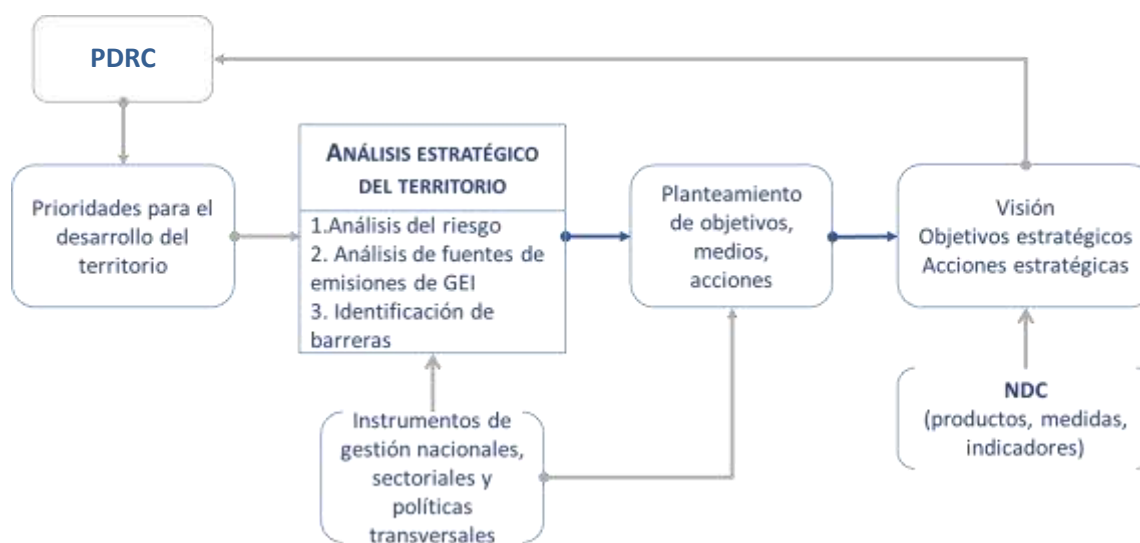 PDRC
Prioridades para el
desarrollo del
territorio
ANÁLISIS ESTRATÉGICO
DEL TERRITORIO
1.Análisis del riesgo
2. Análisis de fuentes de
emisiones de GEI
3. Identificación de
barreras
Planteamiento
de objetivos,
medios,
acciones
Visión
Objetivos estratégicos
Acciones estratégicas
Instrumentos de
gestión nacionales,
sectoriales y
políticas
transversales
NDC
(productos, medidas,
indicadores)